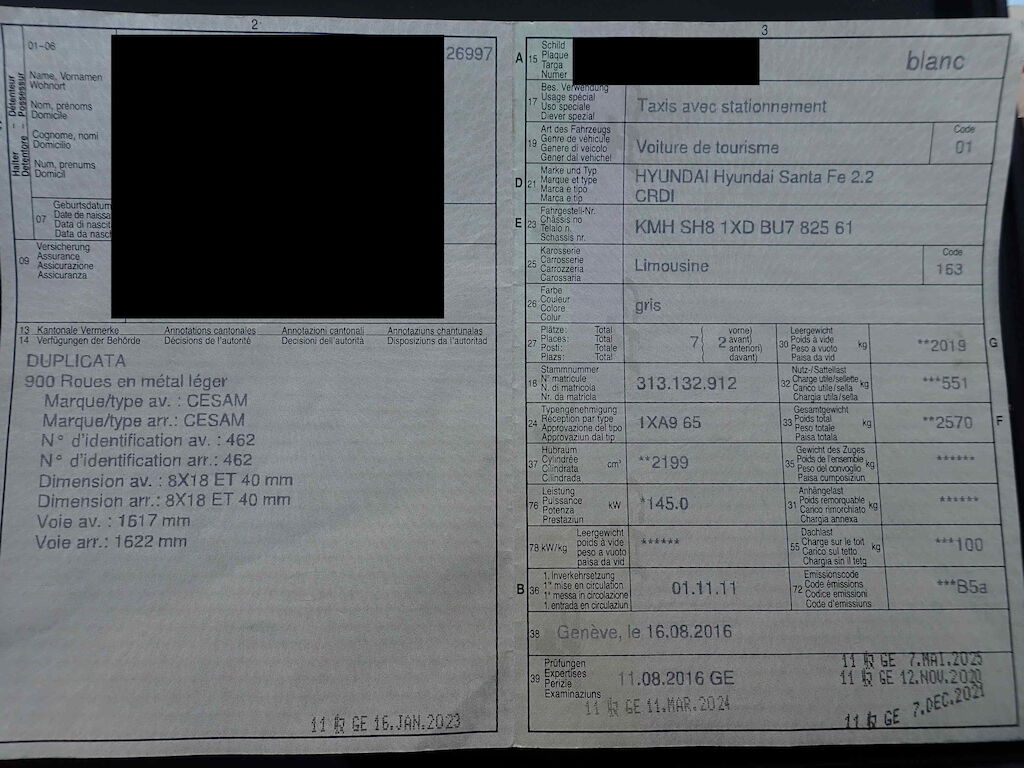 2
01-06
26997
Halter - Détenteur
Detentore - Possessur
Name, Vornamen
Wohnort
Nom, prénoms
Domicile
Cognome, nomi
Domicilio
Num, prenums
Domicil
07
Geburtsdatum
Date de naissa
Data di nascit
Data da nasch
09
Versicherung
Assurance
Assicurazione
Assicuranza
13 Kantonale Vermerke Annotations cantonales Annotazioni cantonali Annotaziuns chantunalas
14 Verfügungen der Behörde Décisions de l'autorité Decisioni dell'autorità Disposiziuns da l'autoritad
DUPLICATA
900 Roues en métal léger
Marque/type av. : CESAM
Marque/type arr.: CESAM
N° d'identification av. : 462
N° d'identification arr.: 462
Dimension av. : 8X18 ET 40 mm
Dimension arr.: 8X18 ET 40 mm
Voie av. : 1617 mm
Voie arr.: 1622 mm
GE 16.JAN.2023
3
A 15
Schild
Plaque
Targa
Numer
blanc
17
Bes. Verwendung
Usage spécial
Uso speciale
Diever spezial
Taxis avec stationnement
19
Art des Fahrzeugs
Genre de véhicule
Genere di veicolo
Gener dal vehichel
Voiture de tourisme
Code
01
D 21
Marke und Typ
Marque et type
Marca e tipo
Marca e tip
HYUNDAI Hyundai Santa Fe 2.2
CRDI
E 23
Fahrgestell-Nr.
Châssis no
Telaio n.
Schassis nr.
KMH SH8 1XD BU7 825 61
25
Karosserie
Carrosserie
Carrozzeria
Carossaria
Limousine
Code
163
26
Farbe
Couleur
Colore
Colur
gris
27
Plätze: Total
Places: Total
Posti: Totale
Plazs: Total
7 ( 2
vorne)
avant)
anteriori)
davant)
30
Leergewicht
Poids à vide
Peso a vuoto
Paisa da vid
kg
**2019
G
18
Stammnummer
N° matricule
N. di matricola
Nr. da matricla
313.132.912
32
Nutz-/Sattellast
Charge utile/sellette
Carico utile/sella
Chargia utila/sella
kg
***551
24
Typengenehmigung
Réception par type
Approvazione del tipo
Approvaziun dal tip
1XA9 65
33
Gesamtgewicht
Poids total
Peso totale
Paisa totala
kg
**2570
F
37
Hubraum
Cylindrée
Cilindrata
Cilindrada
cm³
**2199
35
Gewicht des Zuges
Poids de l'ensemble
Peso del convoglio
Paisa cumposiziun
kg
******
76
Leistung
Puissance
Potenza
Prestaziun
kW
*145.0
31
Anhängelast
Poids remorquable
Carico rimorchiato
Chargia annexa
kg
******
78 kW/kg
Leergewicht
poids à vide
peso a vuoto
paisa da vid
******
55
Dachlast
Charge sur le toit
Carico sul tetto
Chargia sin il tetg
kg
***100
B 36
1. Inverkehrsetzung
1re mise en circulation
1a messa in circolazione
1. entrada en circulaziun
01.11.11
72
Emissionscode
Code émissions
Codice emissioni
Code d'emissiuns
***B5a
38
Genève, le 16.08.2016
39
Prüfungen
Expertises
Perizie
Examinaziuns
11.08.2016 GE
GE 11.MAR.2024
GE 7.MAI.2025
GE 12.NOV.2020
GE 7.DEC.2021